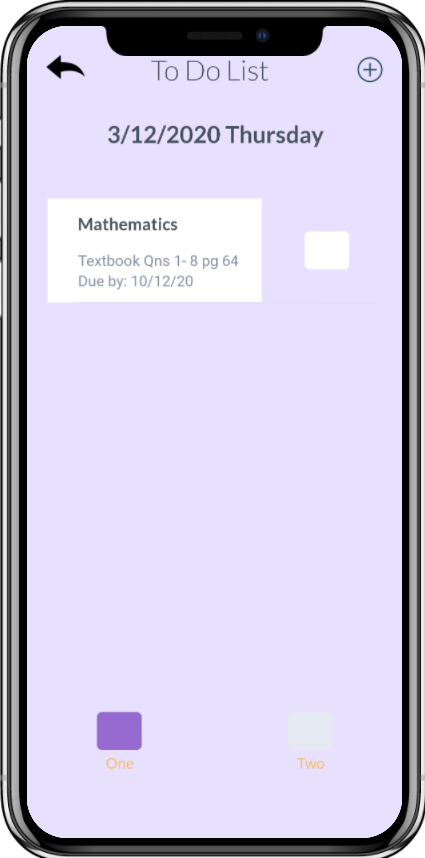 To Do List
3/12/2020 Thursday
Mathematics
Textbook Qns 1- 8 pg 64
Due by: 10/12/20
One
Two